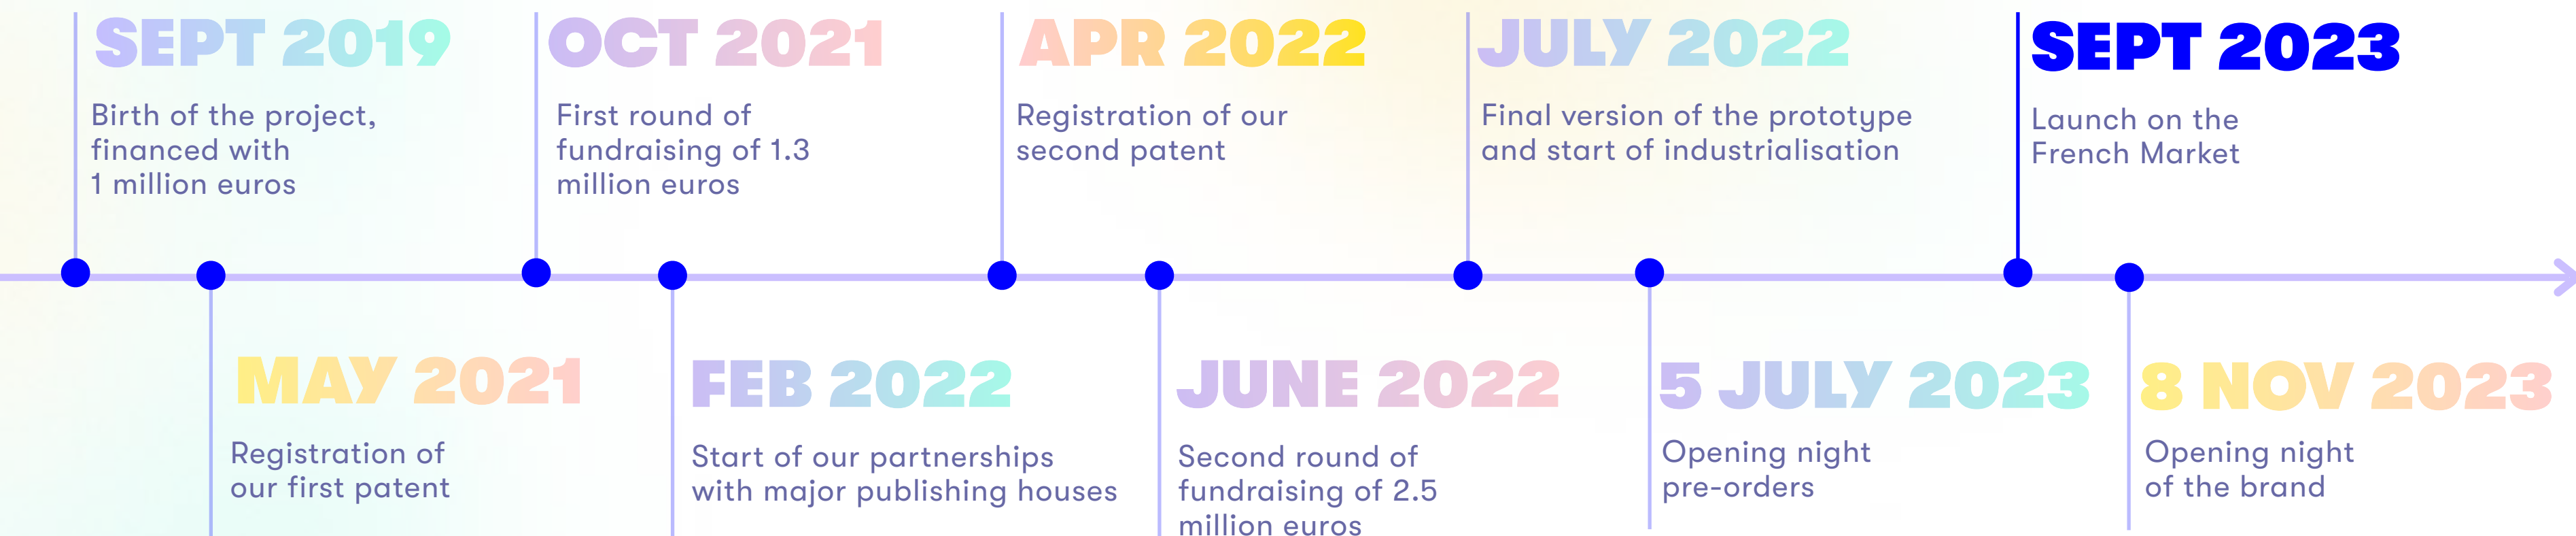 SEPT 2019
Birth of the project,
financed with
1 million euros
OCT 2021
First round of
fundraising of 1.3
million euros
APR 2022
Registration of our
second patent
JULY 2022
Final version of the prototype
and start of industrialisation
SEPT 2023
Launch on the
French Market
MAY 2021
Registration of
our first patent
FEB 2022
Start of our partnerships
with major publishing houses
JUNE 2022
Second round of
fundraising of 2.5
million euros
5 JULY 2023
Opening night
pre-orders
8 NOV 2023
Opening night
of the brand